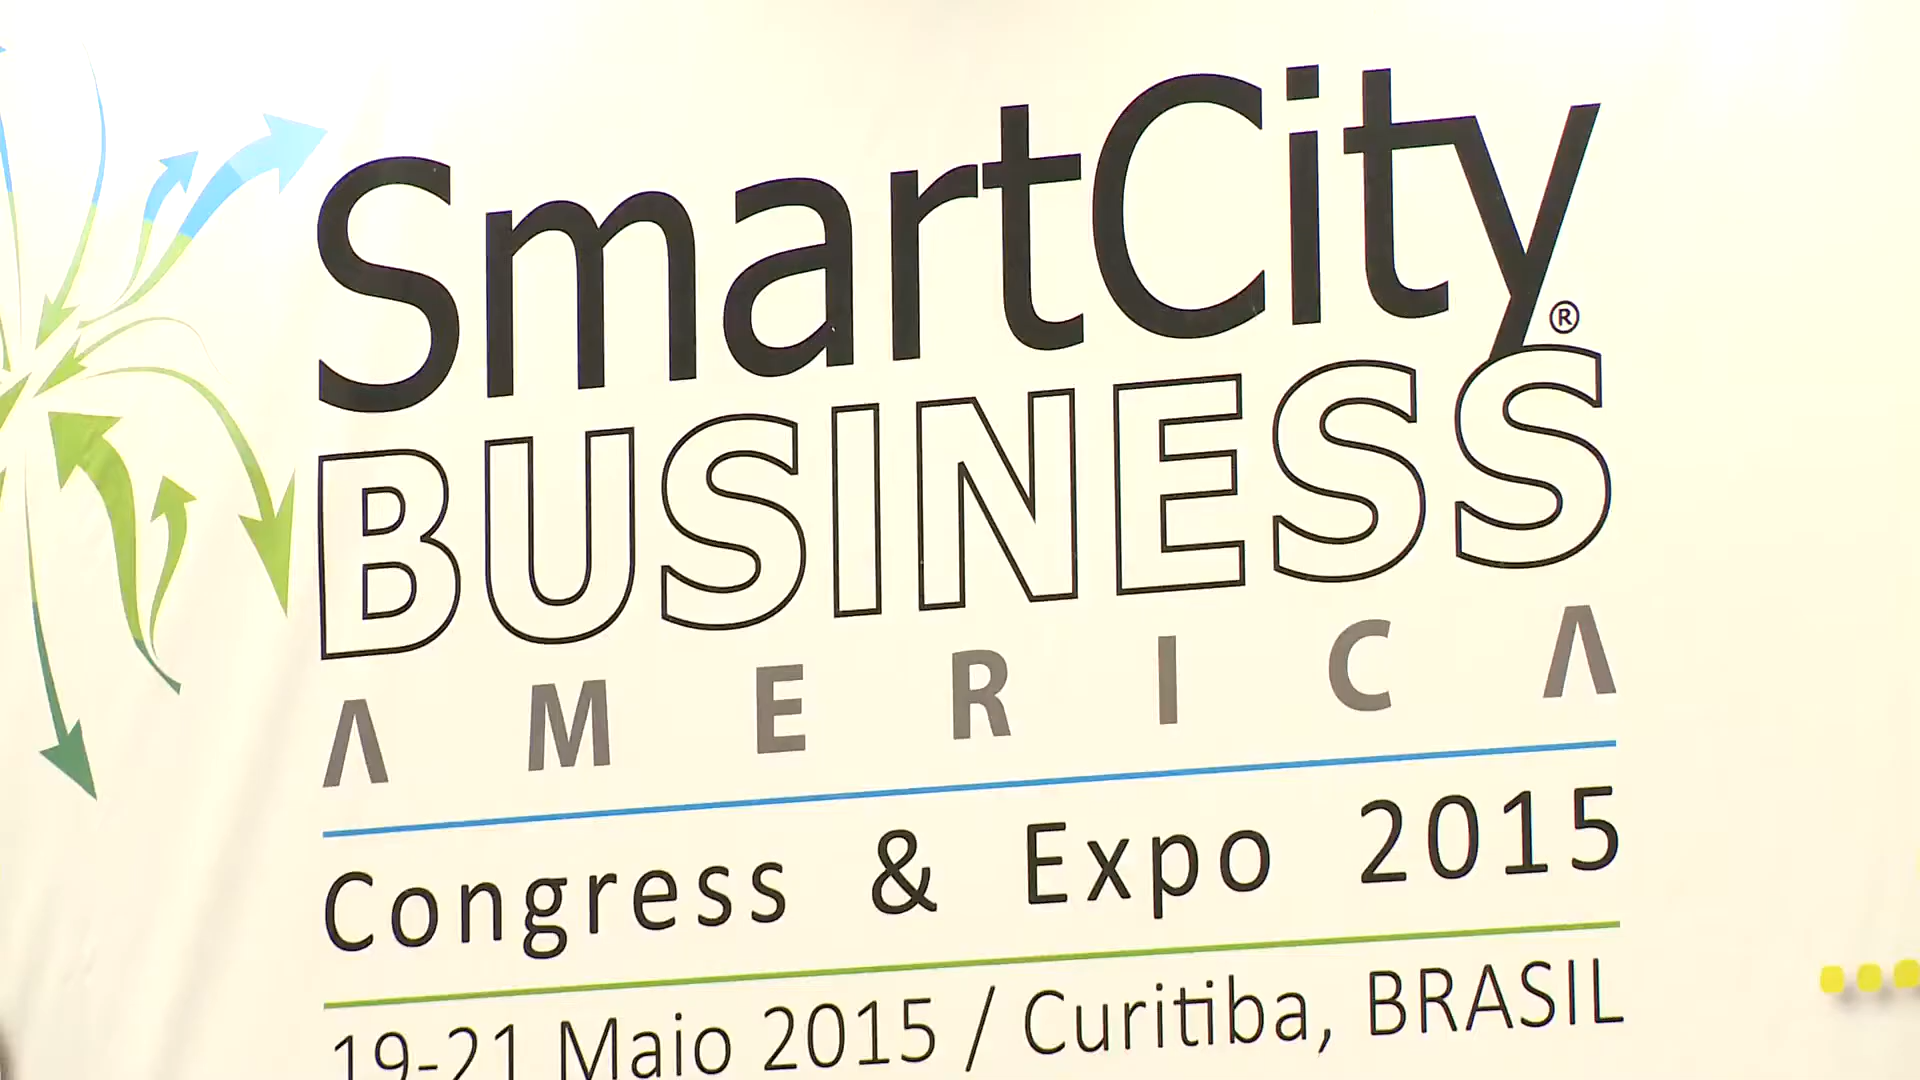 SmartCity®
BUSINESS
AMERICA
Congress & Expo 2015
19-21 Maio 2015 / Curitiba, BRASIL